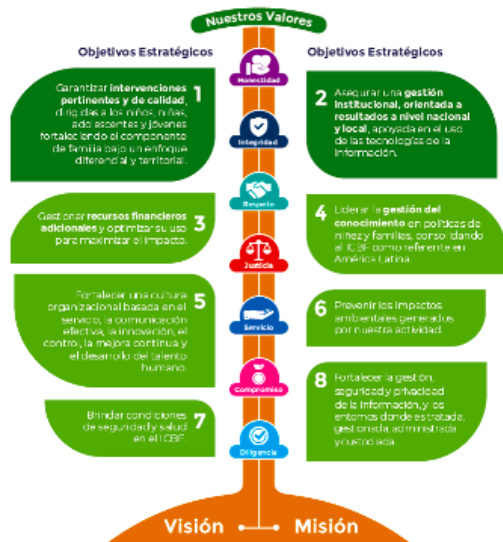 Nuestros Valores
Objetivos Estratégicos
Objetivos Estratégicos
Honestidad
1
Garantizar intervenciones
pertinentes y de calidad,
dirigidas a los niños, niñas,
adolescentes y jóvenes
fortaleciendo el componente
de familia bajo un enfoque
diferencial y territorial.
2
Asegurar una gestión
institucional, orientada a
resultados a nivel nacional
y local, apoyada en el uso
de las tecnologías de la
información.
Integridad
Respeto
3
Gestionar recursos financieros
adicionales y optimizar su uso
para maximizar el impacto.
4
Liderar la gestión del
conocimiento en políticas de
niñez y familias, consolidando
al ICBF como referente en
América Latina.
Justicia
5
Fortalecer una cultura
organizacional basada en el
servicio, la comunicación
efectiva, la innovación, el
control, la mejora continua y
el desarrollo del talento
humano.
6
Prevenir los impactos
ambientales generados
por nuestra actividad.
Servicio
Compromiso
7
Brindar condiciones
de seguridad y salud
en el ICBF.
8
Fortalecer la gestión,
seguridad y privacidad
de la información, y los
entornos donde es tratada,
gestionada, administrada
y custodiada.
Diligencia
Visión
Misión